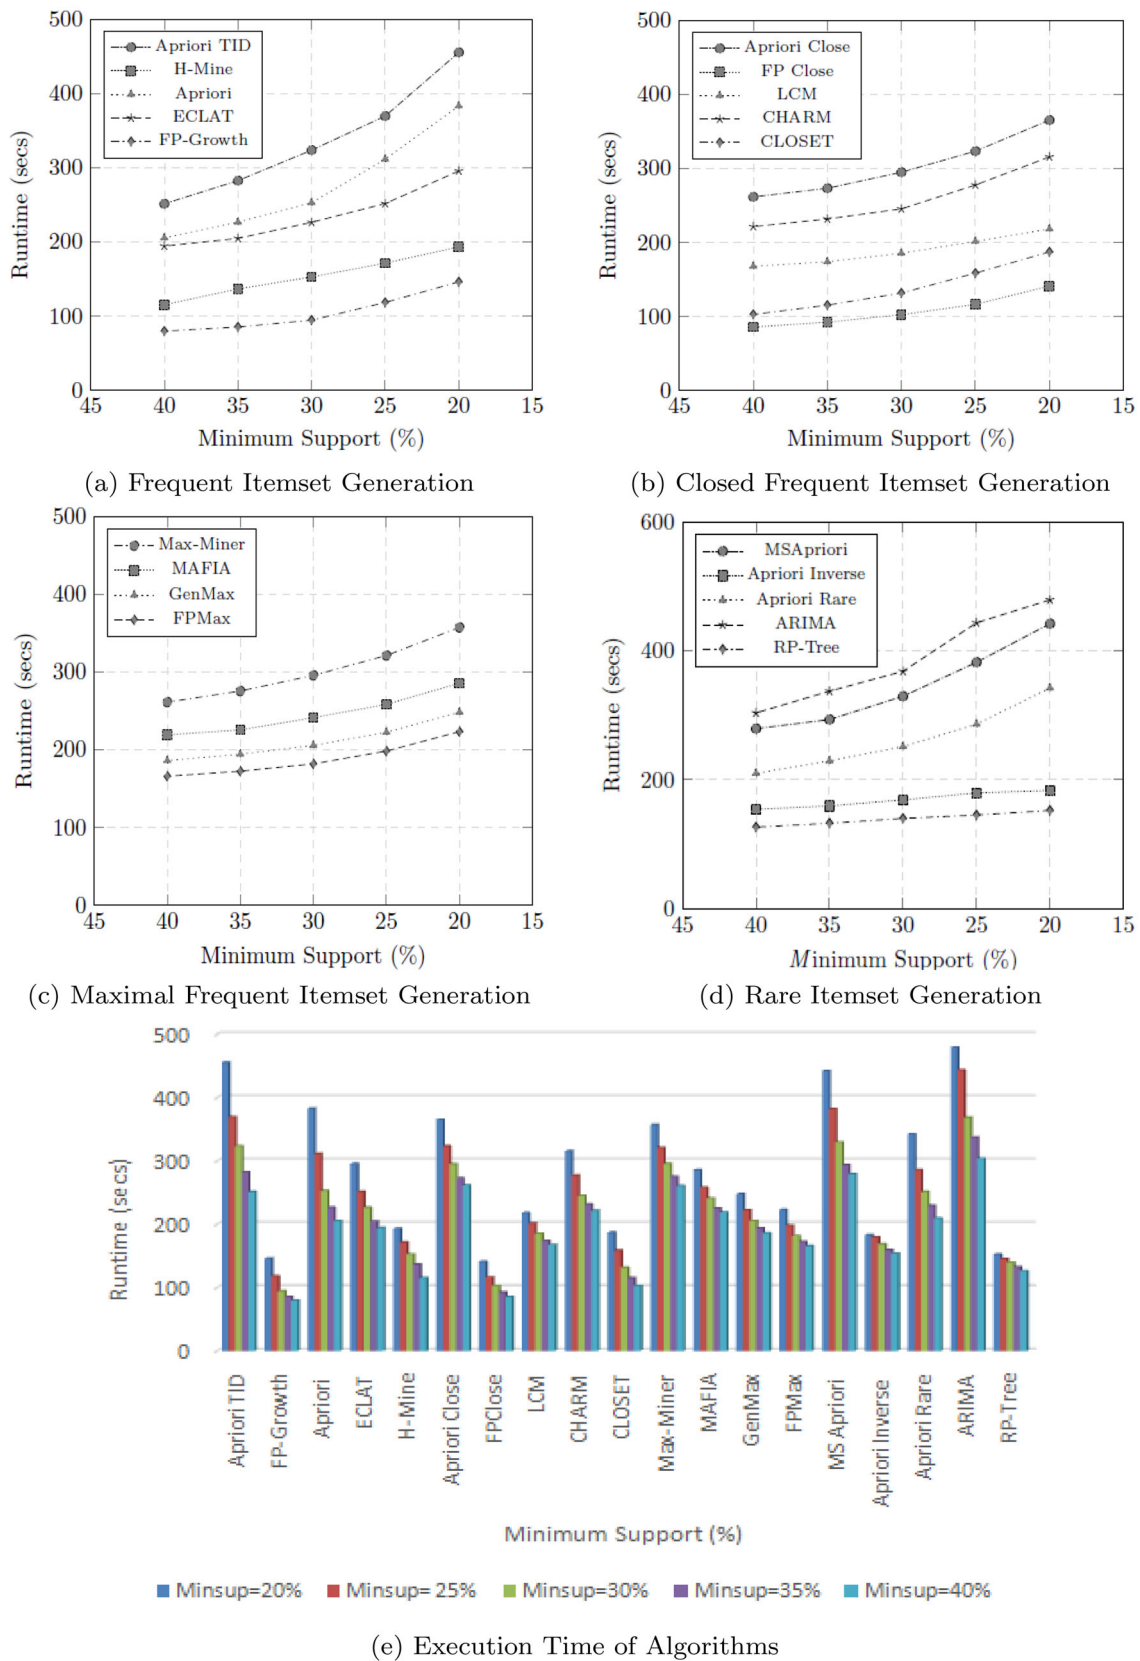 500
400
300
200
100
0
Runtime (secs)
Apriori TID
H-Mine
Apriori
ECLAT
FP-Growth
45 40 35 30 25 20 15
Minimum Support (%)
(a) Frequent Itemset Generation
500
400
300
200
100
0
Runtime (secs)
Apriori Close
FP Close
LCM
CHARM
CLOSET
45 40 35 30 25 20 15
Minimum Support (%)
(b) Closed Frequent Itemset Generation
500
400
300
200
100
0
Runtime (secs)
Max-Miner
MAFIA
GenMax
FPMax
45 40 35 30 25 20 15
Minimum Support (%)
(c) Maximal Frequent Itemset Generation
600
400
200
0
Runtime (secs)
MSApriori
Apriori Inverse
Apriori Rare
ARIMA
RP-Tree
45 40 35 30 25 20 15
Minimum Support (%)
(d) Rare Itemset Generation
500
400
300
200
100
0
Runtime (secs)
Apriori TID
FP-Growth
Apriori
ECLAT
H-Mine
Apriori Close
FPClose
LCM
CHARM
CLOSET
Max-Miner
MAFIA
GenMax
FPMax
MS Apriori
Apriori Inverse
Apriori Rare
ARIMA
RP-Tree
Minimum Support (%)
Minsup=20% Minsup= 25% Minsup=30% Minsup=35% Minsup=40%
(e) Execution Time of Algorithms